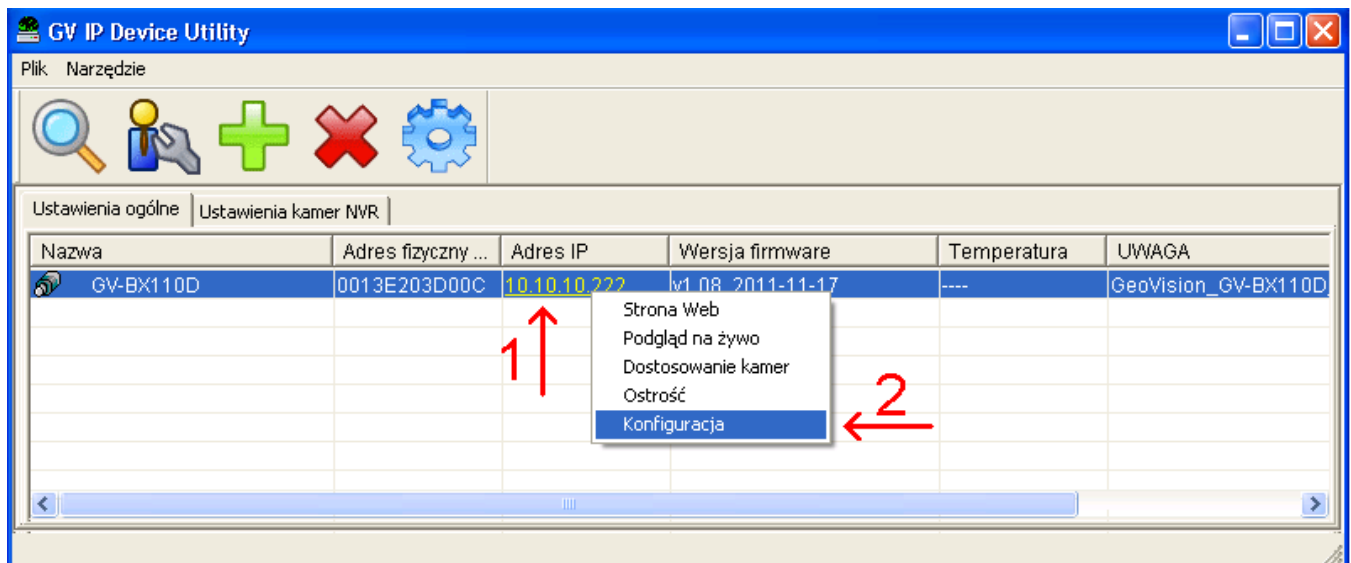 GV IP Device Utility
Plik Narzędzie
Ustawienia ogólne Ustawienia kamer NVR
Nazwa Adres fizyczny ... Adres IP Wersja firmware Temperatura UWAGA
GV-BX110D 0013E203D00C 10.10.10.222 v1.08 2011-11-17 ---- GeoVision_GV-BX110D
Strona Web
Podgląd na żywo
1 Dostosowanie kamer
Ostrość 2
Konfiguracja